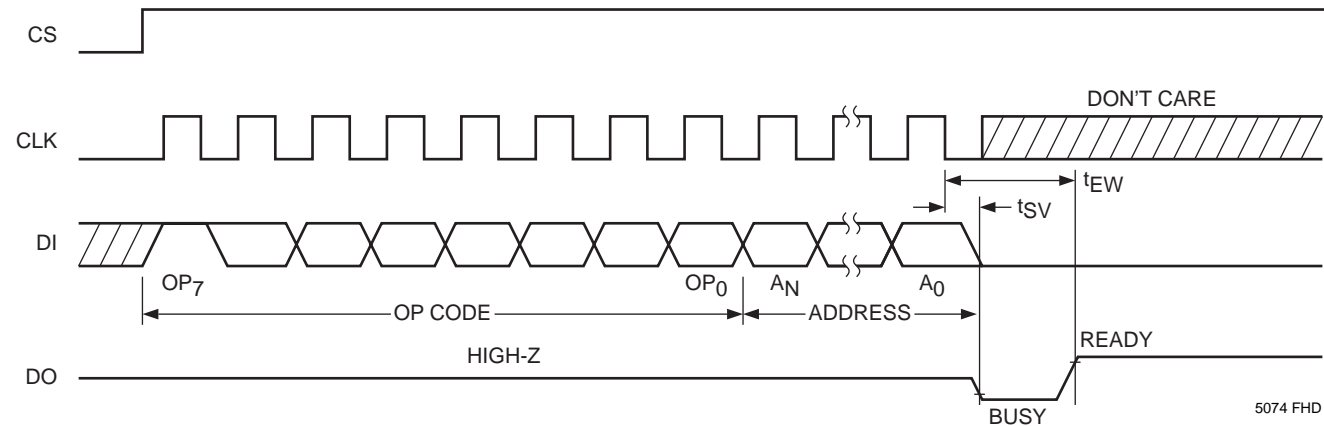 CS
DON'T CARE
CLK
tEW
tSV
DI
OP7
OP0
AN
A0
OP CODE
ADDRESS
HIGH-Z
READY
DO
BUSY
5074 FHD